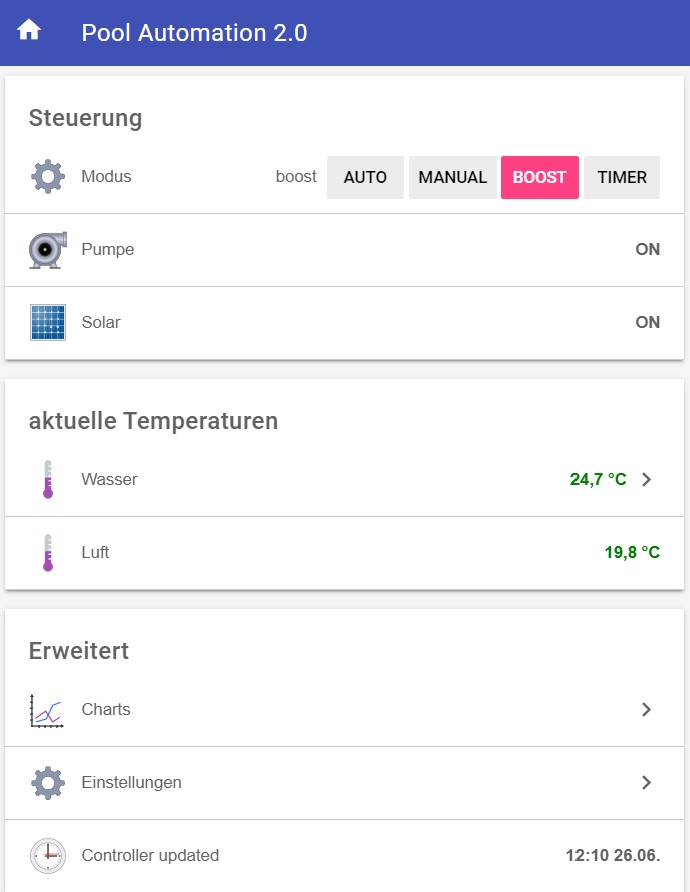 Pool Automation 2.0
Steuerung
Modus boost AUTO MANUAL BOOST TIMER
Pumpe ON
Solar ON
aktuelle Temperaturen
Wasser 24,7 °C
Luft 19,8 °C
Erweitert
Charts
Einstellungen
Controller updated 12:10 26.06.